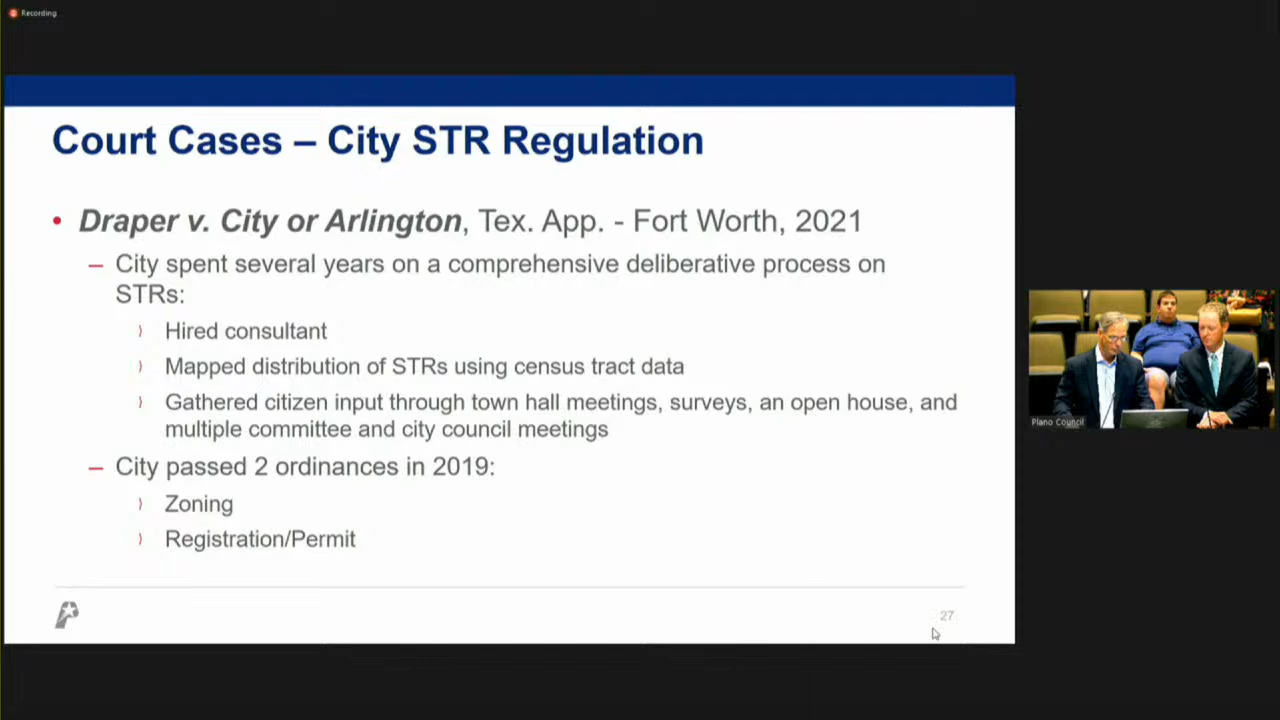 Recording
Court Cases – City STR Regulation
• Draper v. City or Arlington, Tex. App. - Fort Worth, 2021
– City spent several years on a comprehensive deliberative process on
STRs:
Hired consultant
Mapped distribution of STRs using census tract data
Gathered citizen input through town hall meetings, surveys, an open house, and
multiple committee and city council meetings
– City passed 2 ordinances in 2019:
Zoning
Registration/Permit
27
Plano Council